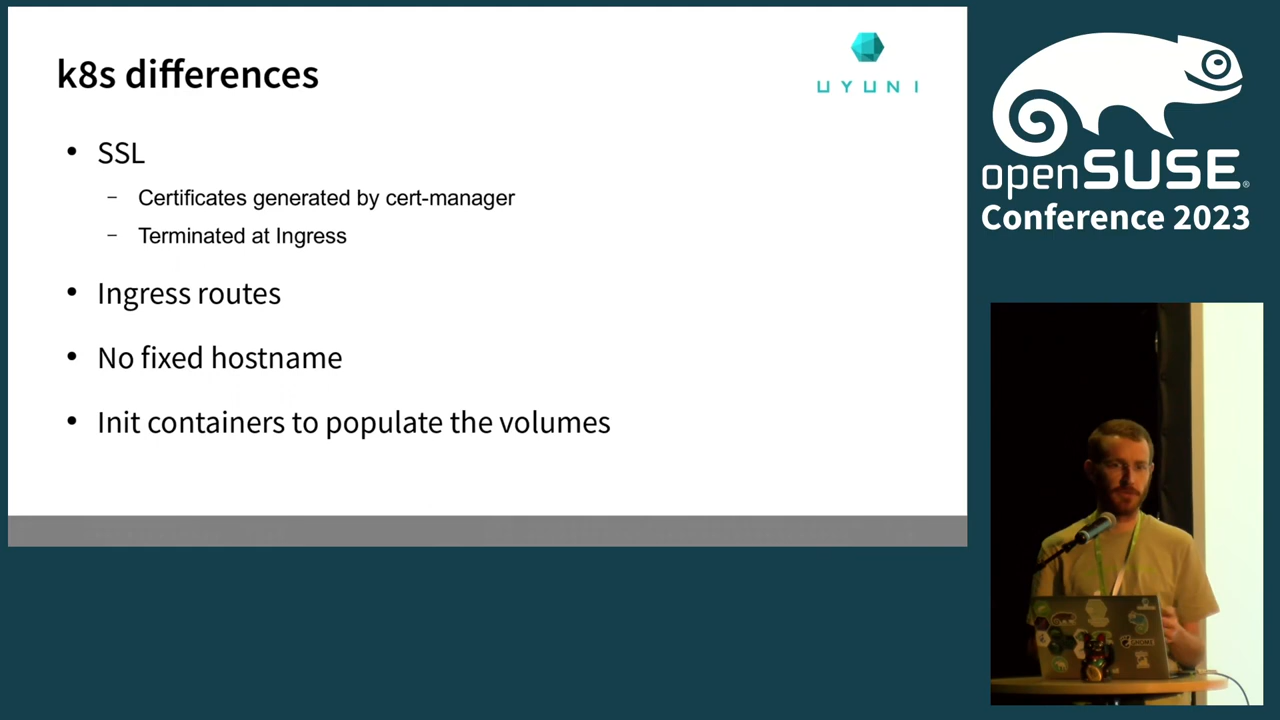 k8s differences
UYUNI
• SSL
– Certificates generated by cert-manager
– Terminated at Ingress
• Ingress routes
• No fixed hostname
• Init containers to populate the volumes
openSUSE®
Conference 2023
GNOME